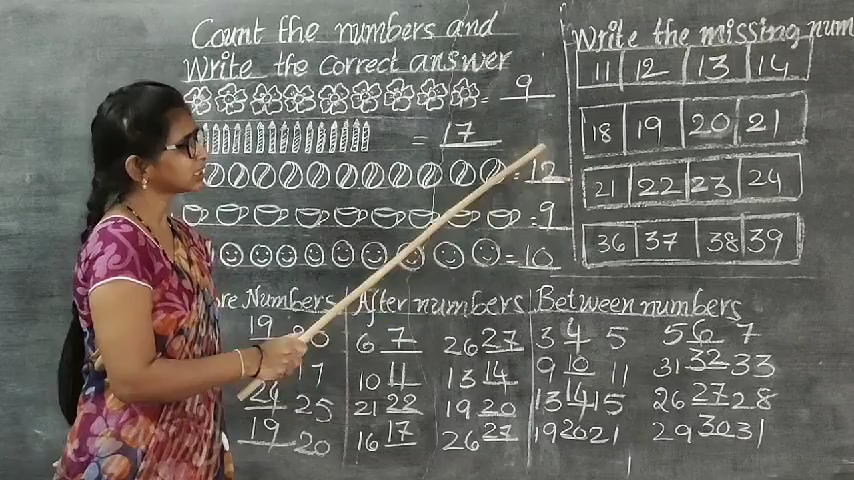 Count the numbers and
Write the correct answer
= 9
= 17
= 12
= 9
= 10
Write the missing num
11 12 13 14
18 19 20 21
21 22 23 24
36 37 38 39
Numbers
19
17
24 25
19 20
After numbers
6 7 26 27
10 11 13 14
21 22 19 20
16 17 26 27
Between numbers
3 4 5 5 6 7
9 10 11 31 32 33
13 14 15 26 27 28
19 20 21 29 30 31